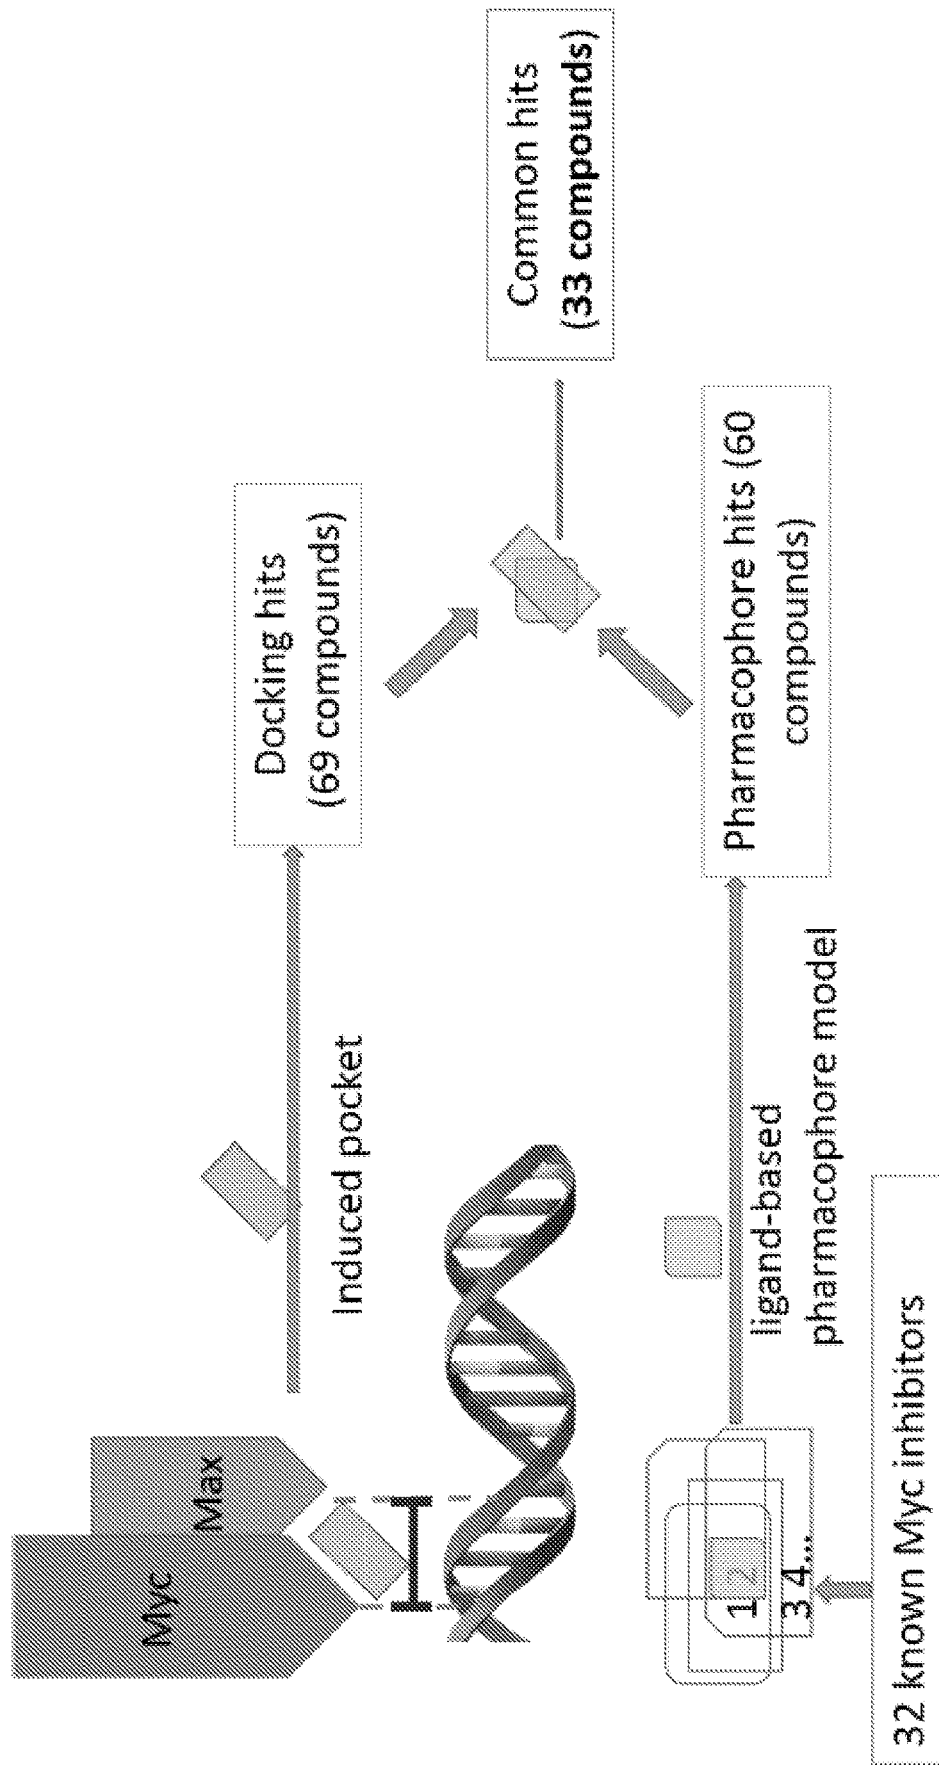 Myc
Max
Induced pocket
Docking hits
(69 compounds)
Common hits
(33 compounds)
1 2
3 4...
32 known Myc inhibitors
ligand-based
pharmacophore model
Pharmacophore hits (60
compounds)